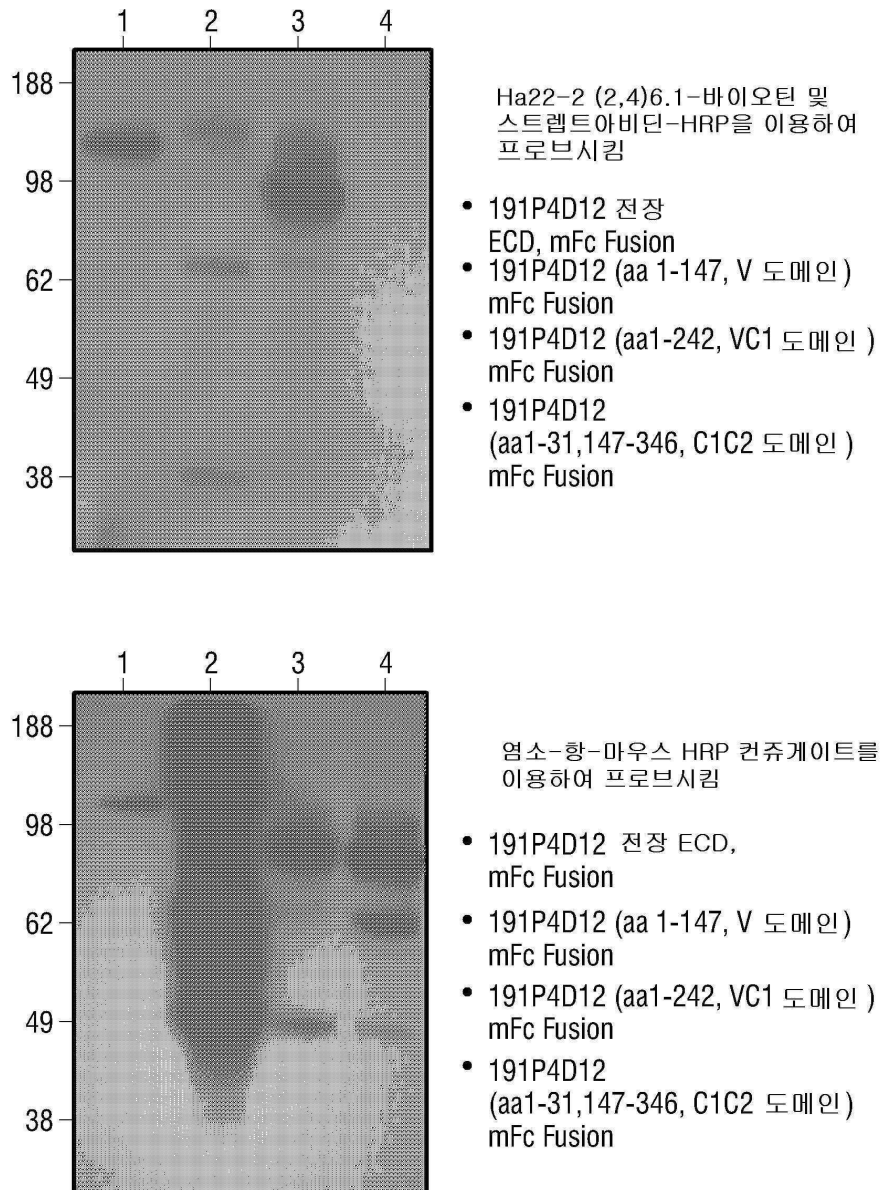 1 2 3 4
188
98
62
49
38
Ha22-2 (2,4)6.1-바이오틴 및
스트렙트아비딘-HRP을 이용하여
프로브시킴
• 191P4D12 전장
ECD, mFc Fusion
• 191P4D12 (aa 1-147, V 도메인)
mFc Fusion
• 191P4D12 (aa1-242, VC1 도메인 )
mFc Fusion
• 191P4D12
(aa1-31,147-346, C1C2 도메인 )
mFc Fusion
1 2 3 4
188
98
62
49
38
염소-항-마우스 HRP 컨쥬게이트를
이용하여 프로브시킴
• 191P4D12 전장 ECD,
mFc Fusion
• 191P4D12 (aa 1-147, V 도메인)
mFc Fusion
• 191P4D12 (aa1-242, VC1 도메인 )
mFc Fusion
• 191P4D12
(aa1-31,147-346, C1C2 도메인)
mFc Fusion